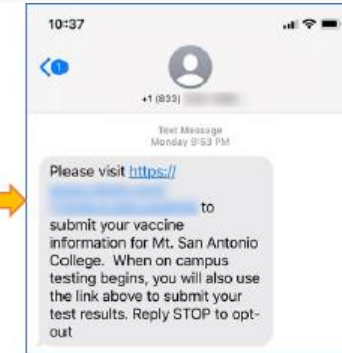 10:37
1
+1 (833)
Text Message
Monday 9:53 PM
Please visit https://
to
submit your vaccine
information for Mt. San Antonio
College. When on campus
testing begins, you will also use
the link above to submit your
test results. Reply STOP to opt-
out